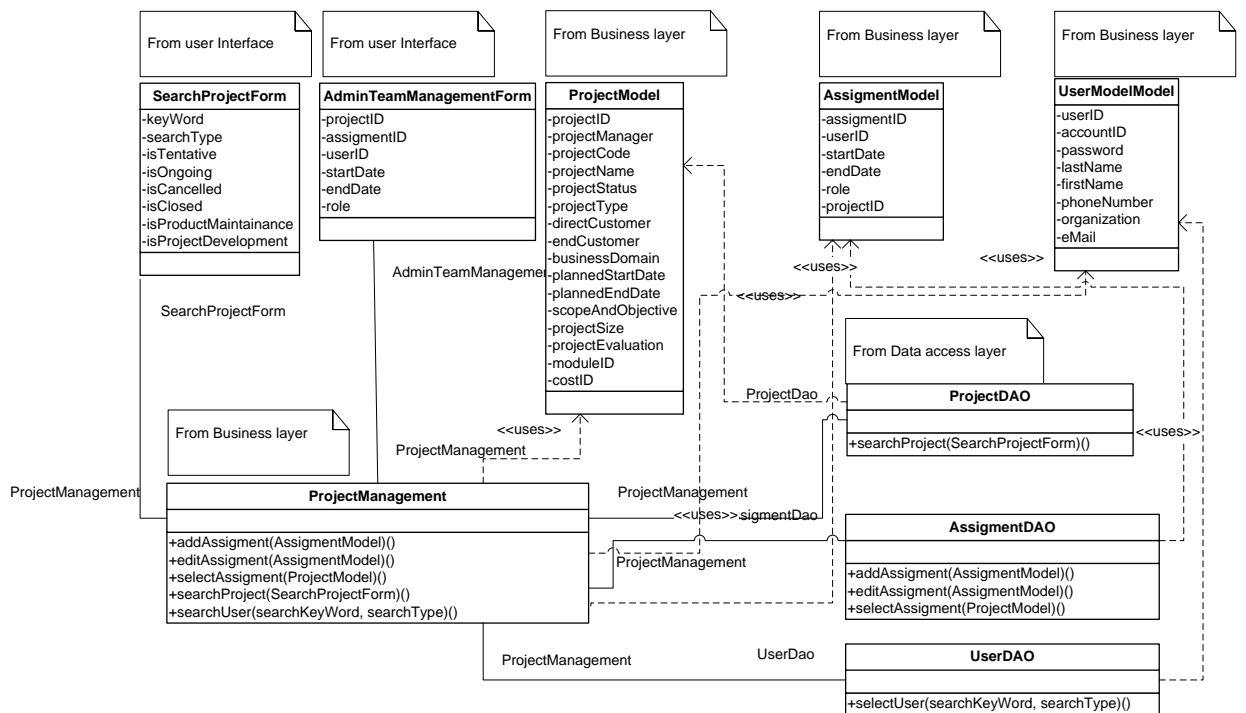 From user Interface
From user Interface
From Business layer
From Business layer
From Business layer
SearchProjectForm
-keyWord
-searchType
-isTentative
-isOngoing
-isCancelled
-isClosed
-isProductMaintainance
-isProjectDevelopment
AdminTeamManagementForm
-projectID
-assigmentID
-userID
-startDate
-endDate
-role
ProjectModel
-projectID
-projectManager
-projectCode
-projectName
-projectStatus
-projectType
-directCustomer
-endCustomer
-businessDomain
-plannedStartDate
-plannedEndDate
-scopeAndObjective
-projectSize
-projectEvaluation
-moduleID
-costID
AssigmentModel
-assigmentID
-userID
-startDate
-endDate
-role
-projectID
UserModelModel
-userID
-accountID
-password
-lastName
-firstName
-phoneNumber
-organization
-eMail
<<uses>>
<<uses>>
AdminTeamManageme
<<uses>>
SearchProjectForm
From Data access layer
ProjectDao
ProjectDAO
+searchProject(SearchProjectForm)()
<<uses>>
From Business layer
<<uses>>
ProjectManagement
ProjectManagement
ProjectManagement
ProjectManagement
<<uses>>
sigmentDao
+addAssigment(AssigmentModel)()
+editAssigment(AssigmentModel)()
+selectAssigment(ProjectModel)()
+searchProject(SearchProjectForm)()
+searchUser(searchKeyWord, searchType)()
ProjectManagement
AssigmentDAO
+addAssigment(AssigmentModel)()
+editAssigment(AssigmentModel)()
+selectAssigment(ProjectModel)()
ProjectManagement
UserDao
UserDAO
+selectUser(searchKeyWord, searchType)()